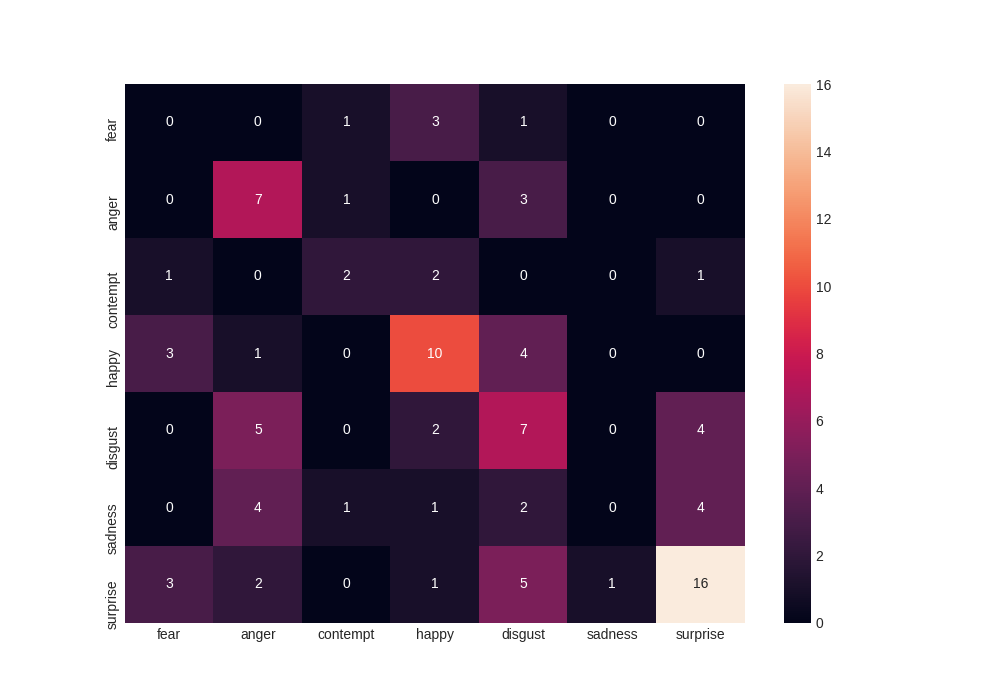 fear 0 0 1 3 1 0 0
anger 0 7 1 0 3 0 0
contempt 1 0 2 2 0 0 1
happy 3 1 0 10 4 0 0
disgust 0 5 0 2 7 0 4
sadness 0 4 1 1 2 0 4
surprise 3 2 0 1 5 1 16
fear anger contempt happy disgust sadness surprise
16
14
12
10
8
6
4
2
0